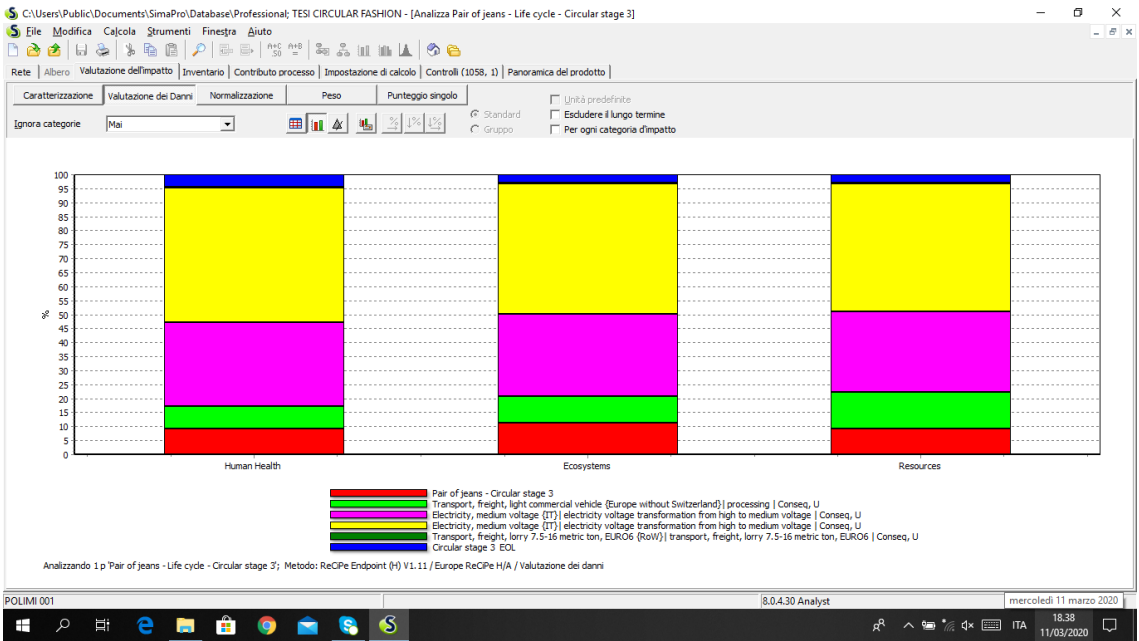 C:\Users\Public\Documents\SimaPro\Database\Professional; TESI CIRCULAR FASHION - [Analizza Pair of jeans - Life cycle - Circular stage 3]
File Modifica Calcola Strumenti Finestra Aiuto
Rete Albero Valutazione dell'impatto Inventario Contributo processo Impostazione di calcolo Controlli (1058, 1) Panoramica del prodotto
Caratterizzazione Valutazione dei Danni Normalizzazione Peso Punteggio singolo
Unità predefinite
Ignora categorie Mai Standard Escludere il lungo termine
Gruppo Per ogni categoria d'impatto
100
95
90
85
80
75
70
65
60
55
50
45
40
35
30
25
20
15
10
5
0
%
Human Health Ecosystems Resources
Pair of jeans - Circular stage 3
Transport, freight, light commercial vehicle {Europe without Switzerland}| processing | Conseq, U
Electricity, medium voltage {IT}| electricity voltage transformation from high to medium voltage | Conseq, U
Electricity, medium voltage {IT}| electricity voltage transformation from high to medium voltage | Conseq, U
Transport, freight, lorry 7.5-16 metric ton, EURO6 {RoW}| transport, freight, lorry 7.5-16 metric ton, EURO6 | Conseq, U
Circular stage 3 EOL
Analizzando 1 p 'Pair of jeans - Life cycle - Circular stage 3'; Metodo: ReCiPe Endpoint (H) V1.11 / Europe ReCiPe H/A / Valutazione dei danni
POLIMI 001 8.0.4.30 Analyst mercoledì 11 marzo 2020
ITA 18.38
11/03/2020